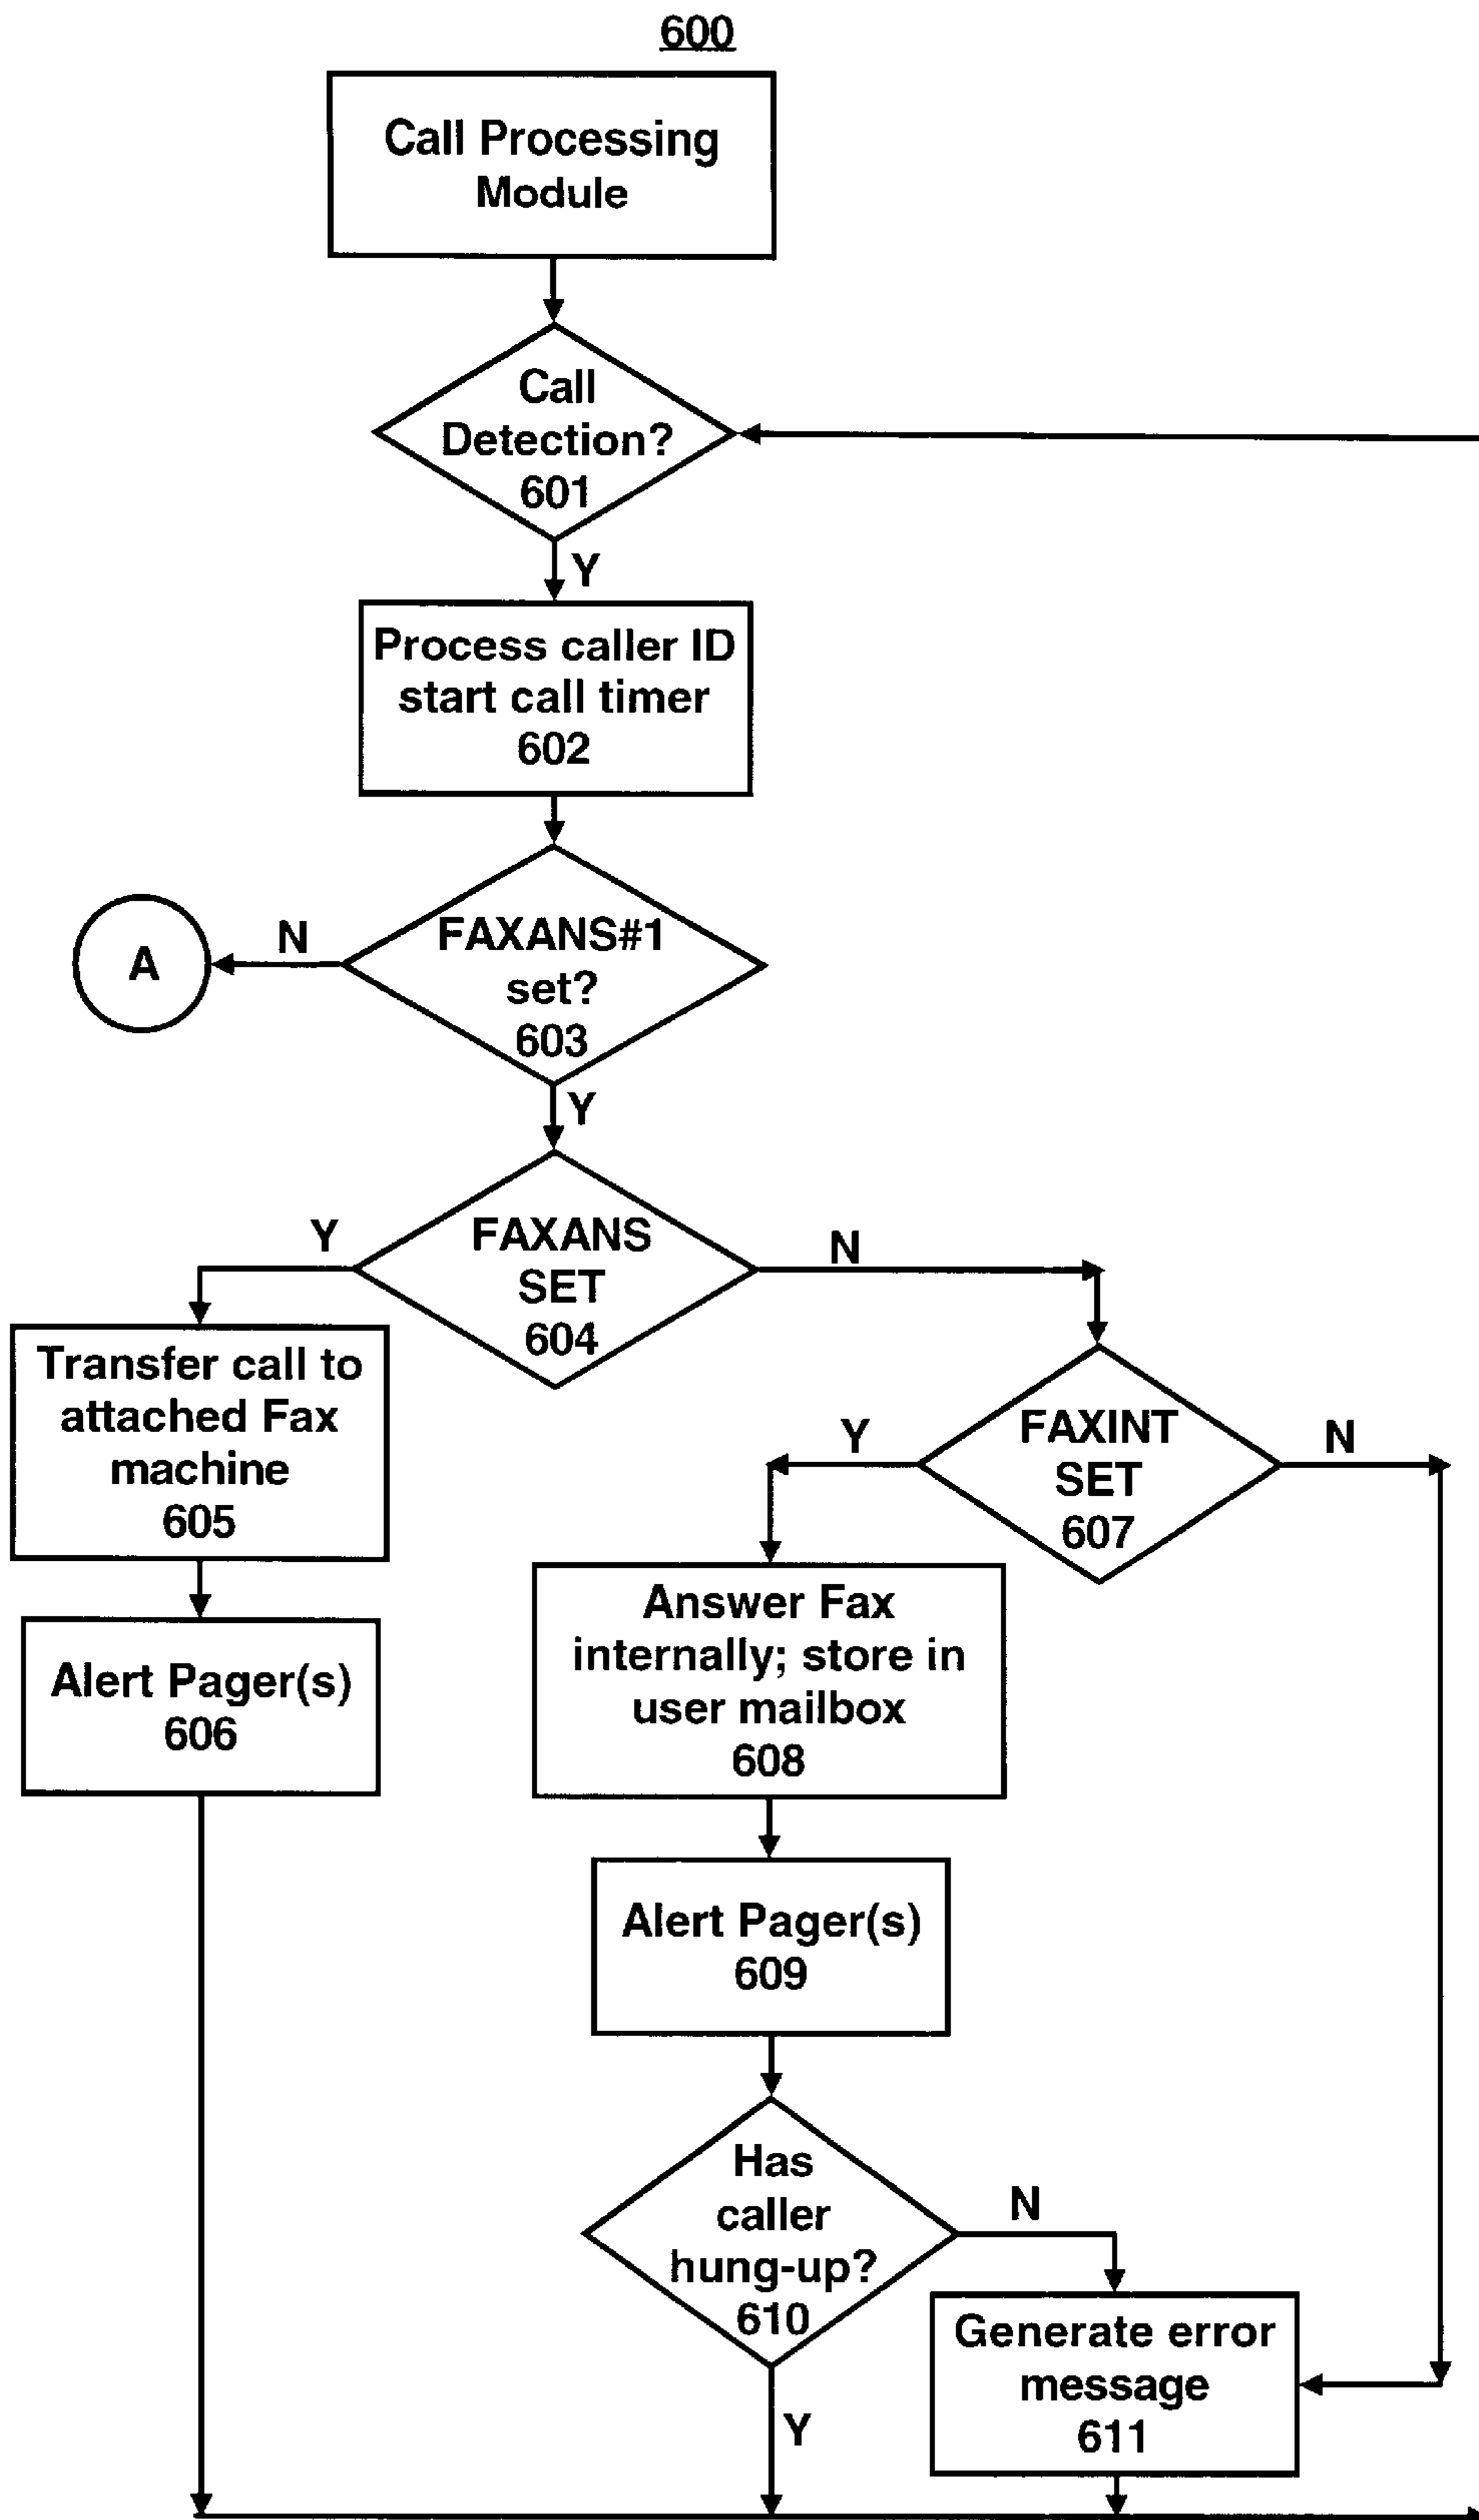 600
Call Processing
Module
Call
Detection?
601
Y
Process caller ID
start call timer
602
FAXANS#1
set?
603
N
A
Y
FAXANS
SET
604
Y
N
Transfer call to
attached Fax
machine
605
FAXINT
SET
607
Y
N
Alert Pager(s)
606
Answer Fax
internally; store in
user mailbox
608
Alert Pager(s)
609
Has
caller
hung-up?
610
N
Y
Generate error
message
611